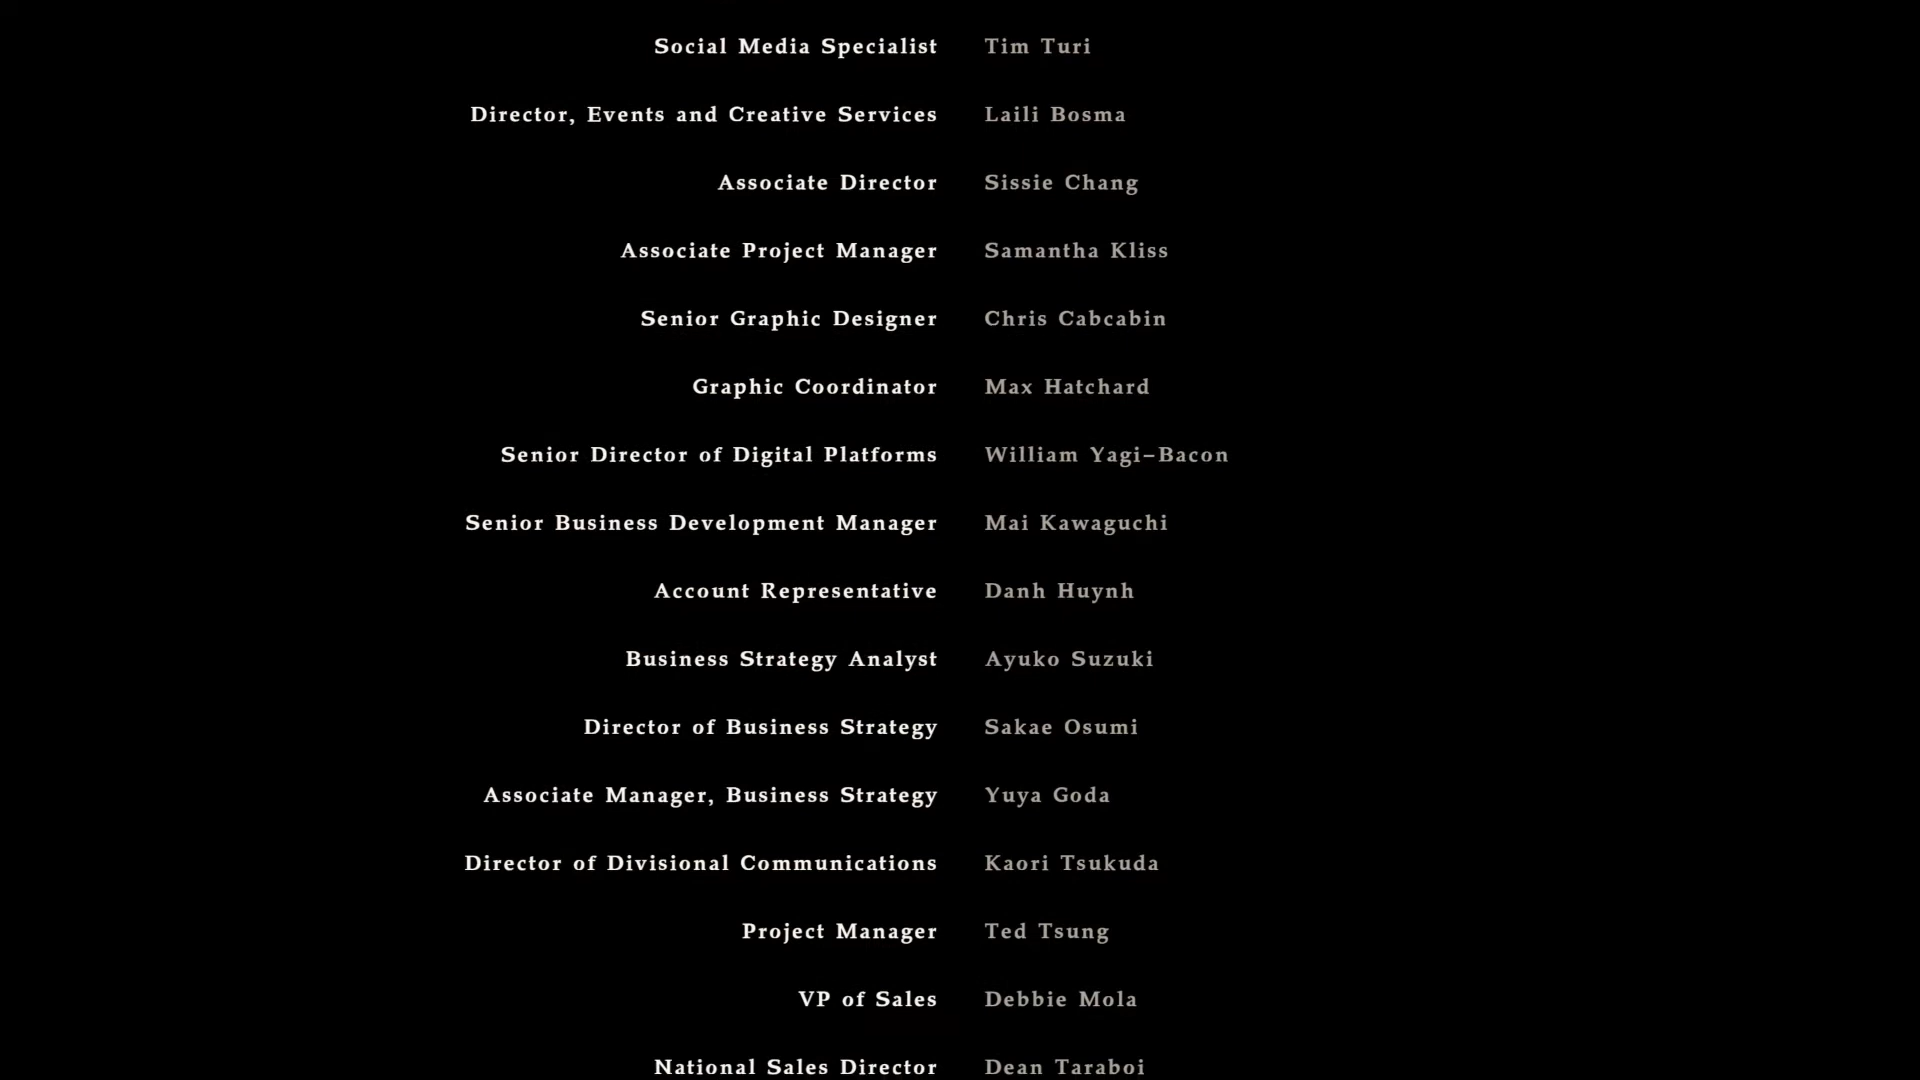 Social Media Specialist Tim Turi
Director, Events and Creative Services Laili Bosma
Associate Director Sissie Chang
Associate Project Manager Samantha Kliss
Senior Graphic Designer Chris Cabcabin
Graphic Coordinator Max Hatchard
Senior Director of Digital Platforms William Yagi-Bacon
Senior Business Development Manager Mai Kawaguchi
Account Representative Danh Huynh
Business Strategy Analyst Ayuko Suzuki
Director of Business Strategy Sakae Osumi
Associate Manager, Business Strategy Yuya Goda
Director of Divisional Communications Kaori Tsukuda
Project Manager Ted Tsung
VP of Sales Debbie Mola
National Sales Director Dean Taraboi